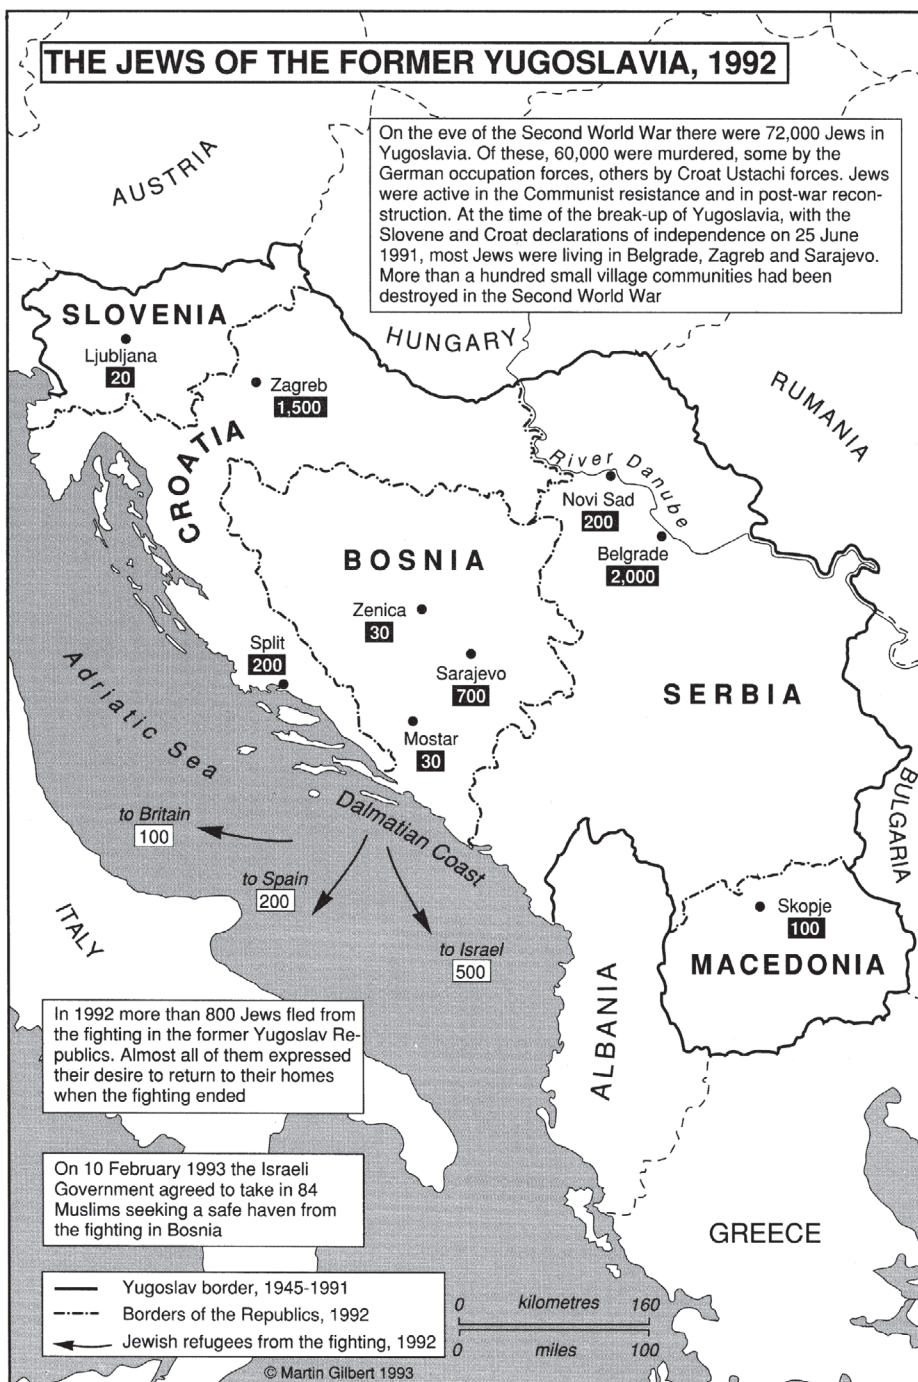 THE JEWS OF THE FORMER YUGOSLAVIA, 1992
On the eve of the Second World War there were 72,000 Jews in
Yugoslavia. Of these, 60,000 were murdered, some by the
German occupation forces, others by Croat Ustachi forces. Jews
were active in the Communist resistance and in post-war recon-
struction. At the time of the break-up of Yugoslavia, with the
Slovene and Croat declarations of independence on 25 June
1991, most Jews were living in Belgrade, Zagreb and Sarajevo.
More than a hundred small village communities had been
destroyed in the Second World War
AUSTRIA
SLOVENIA
Ljubljana
20
HUNGARY
Zagreb
1,500
RUMANIA
CROATIA
River Danube
Novi Sad
200
Belgrade
2,000
BOSNIA
Zenica
30
Split
200
Sarajevo
700
SERBIA
Mostar
30
Adriatic Sea
Dalmatian Coast
BULGARIA
to Britain
100
to Spain
200
to Israel
500
ITALY
Skopje
100
MACEDONIA
ALBANIA
GREECE
In 1992 more than 800 Jews fled from
the fighting in the former Yugoslav Re-
publics. Almost all of them expressed
their desire to return to their homes
when the fighting ended
On 10 February 1993 the Israeli
Government agreed to take in 84
Muslims seeking a safe haven from
the fighting in Bosnia
Yugoslav border, 1945-1991
Borders of the Republics, 1992
Jewish refugees from the fighting, 1992
0 kilometres 160
0 miles 100
© Martin Gilbert 1993